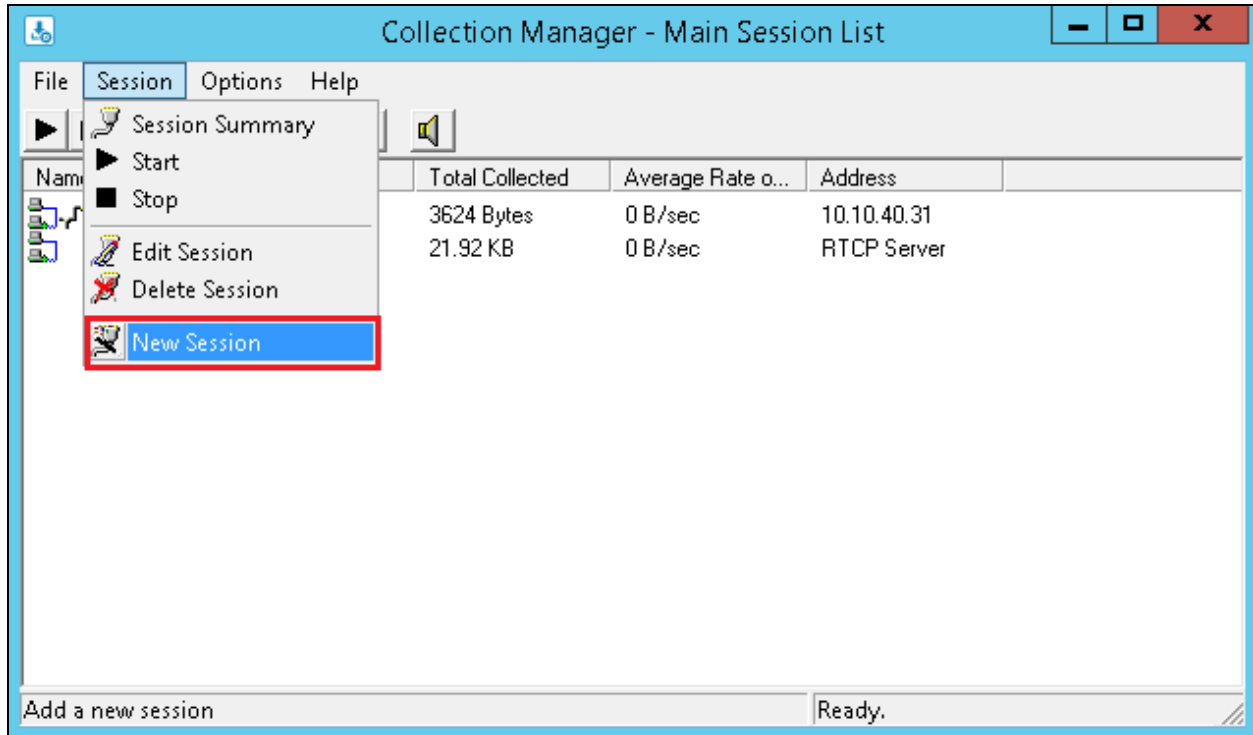 Collection Manager - Main Session List
File Session Options Help
Session Summary
Start
Stop
Edit Session
Delete Session
New Session
Total Collected Average Rate o... Address
3624 Bytes 0 B/sec 10.10.40.31
21.92 KB 0 B/sec RTCP Server
Add a new session Ready.